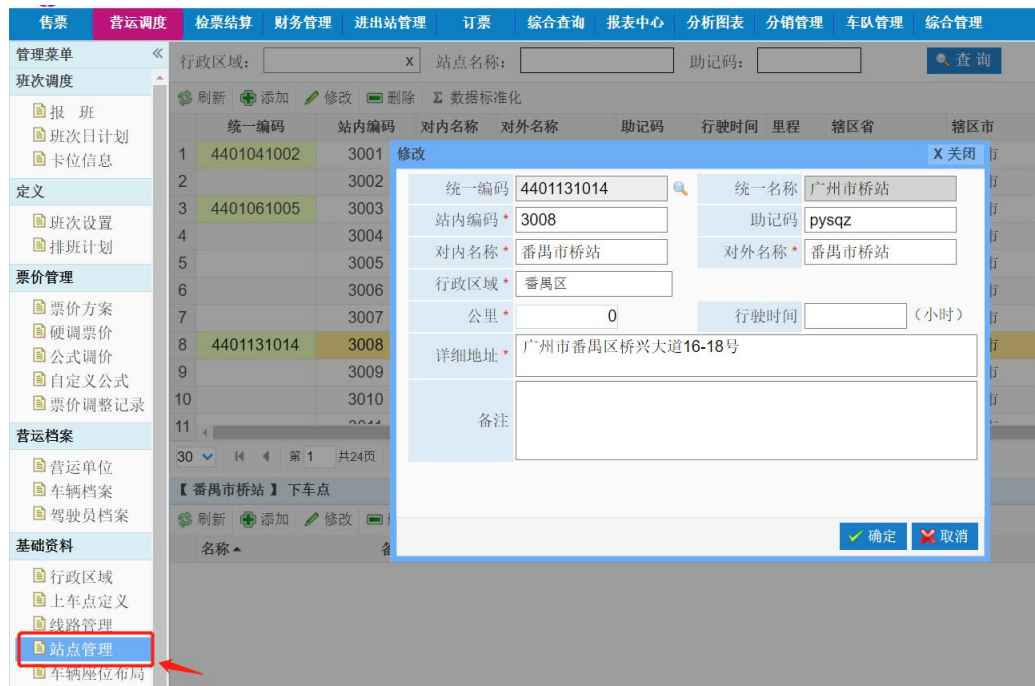 售票 营运调度 检票结算 财务管理 进出站管理 订票 综合查询 报表中心 分析图表 分销管理 车队管理 综合管理
管理菜单 «
行政区域: X 站点名称: 助记码: 查询
班次调度
刷新 添加 修改 删除 Σ 数据标准化
报 班
班次日计划
卡位信息
定义
班次设置
排班计划
票价管理
票价方案
硬调票价
公式调价
自定义公式
票价调整记录
营运档案
营运单位
车辆档案
驾驶员档案
基础资料
行政区域
上车点定义
线路管理
站点管理
车辆座位布局
统一编码 站内编码 对内名称 对外名称 助记码 行驶时间 里程 辖区省 辖区市
1 4401041002 3001
2 3002
3 4401061005 3003
4 3004
5 3005
6 3006
7 3007
8 4401131014 3008
9 3009
10 3010
11
30 第 1 共24页
【 番禺市桥站 】 下车点
刷新 添加 修改
名称
修改 X 关闭
统一编码 4401131014 统一名称 广州市桥站
站内编码 * 3008 助记码 pysqz
对内名称 * 番禺市桥站 对外名称 * 番禺市桥站
行政区域 * 番禺区
公里 * 0 行驶时间 (小时)
详细地址 * 广州市番禺区桥兴大道16-18号
备注
确定 取消